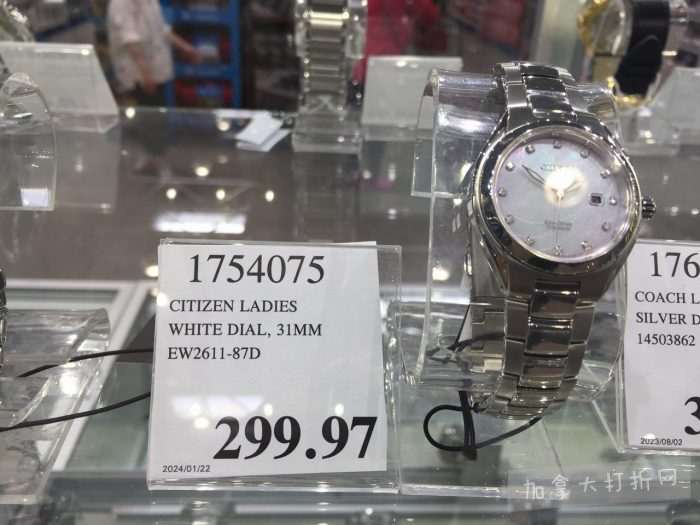 1754075
CITIZEN LADIES
WHITE DIAL, 31MM
EW2611-87D
299.97
2024/01/22
176
COACH L
SILVER D
14503862
3
2023/08/02
加拿大打折网